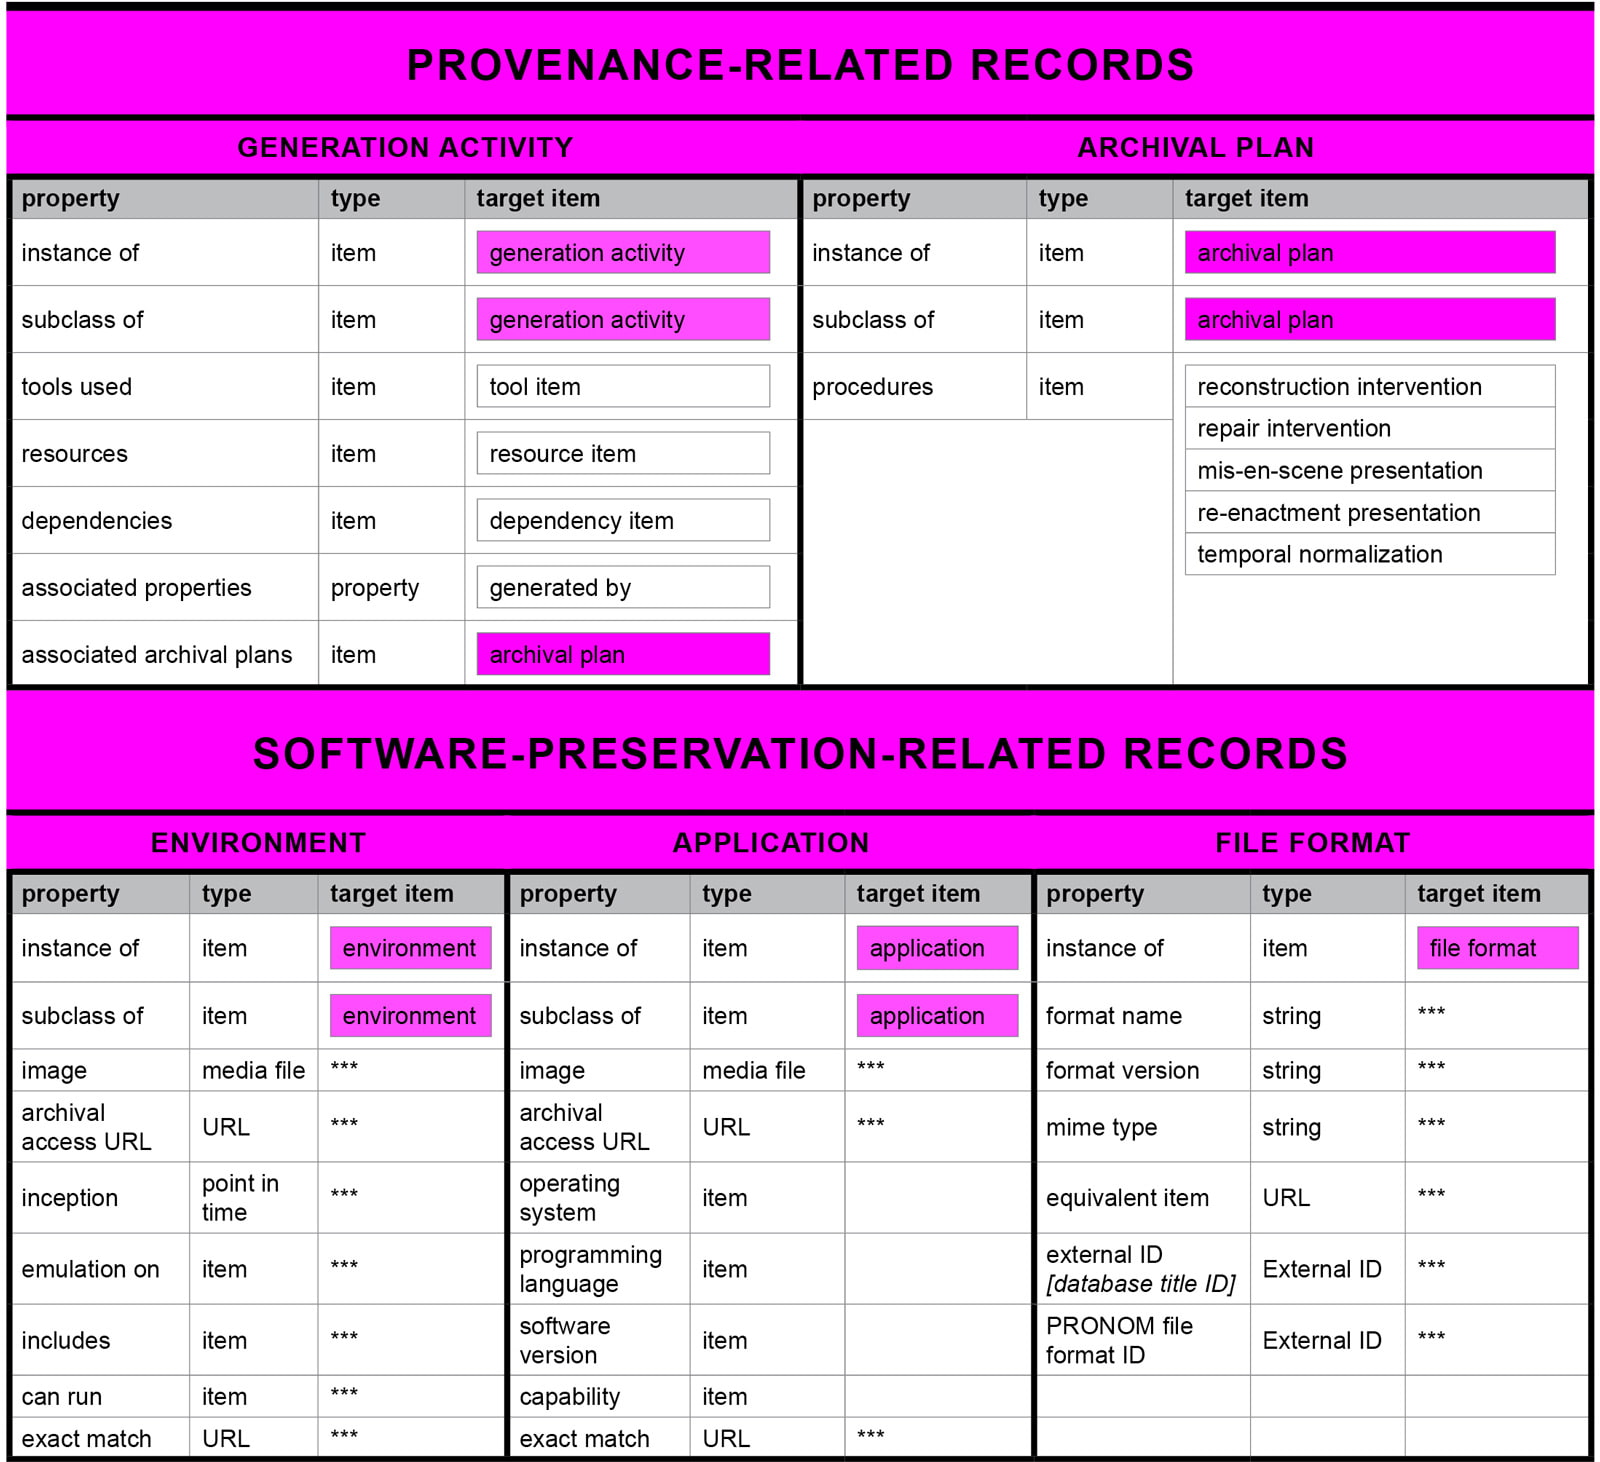 PROVENANCE-RELATED RECORDS
GENERATION ACTIVITY
property type target item
instance of item generation activity
subclass of item generation activity
tools used item tool item
resources item resource item
dependencies item dependency item
associated properties property generated by
associated archival plans item archival plan
ARCHIVAL PLAN
property type target item
instance of item archival plan
subclass of item archival plan
procedures item reconstruction intervention
repair intervention
mis-en-scene presentation
re-enactment presentation
temporal normalization
SOFTWARE-PRESERVATION-RELATED RECORDS
ENVIRONMENT
property type target item
instance of item environment
subclass of item environment
image media file ***
archival
access URL URL ***
inception point in
time ***
emulation on item ***
includes item ***
can run item ***
exact match URL ***
APPLICATION
property type target item
instance of item application
subclass of item application
image media file ***
archival
access URL URL ***
operating
system item
programming
language item
software
version item
capability item
exact match URL ***
FILE FORMAT
property type target item
instance of item file format
format name string ***
format version string ***
mime type string ***
equivalent item URL ***
external ID
[database title ID] External ID ***
PRONOM file
format ID External ID ***